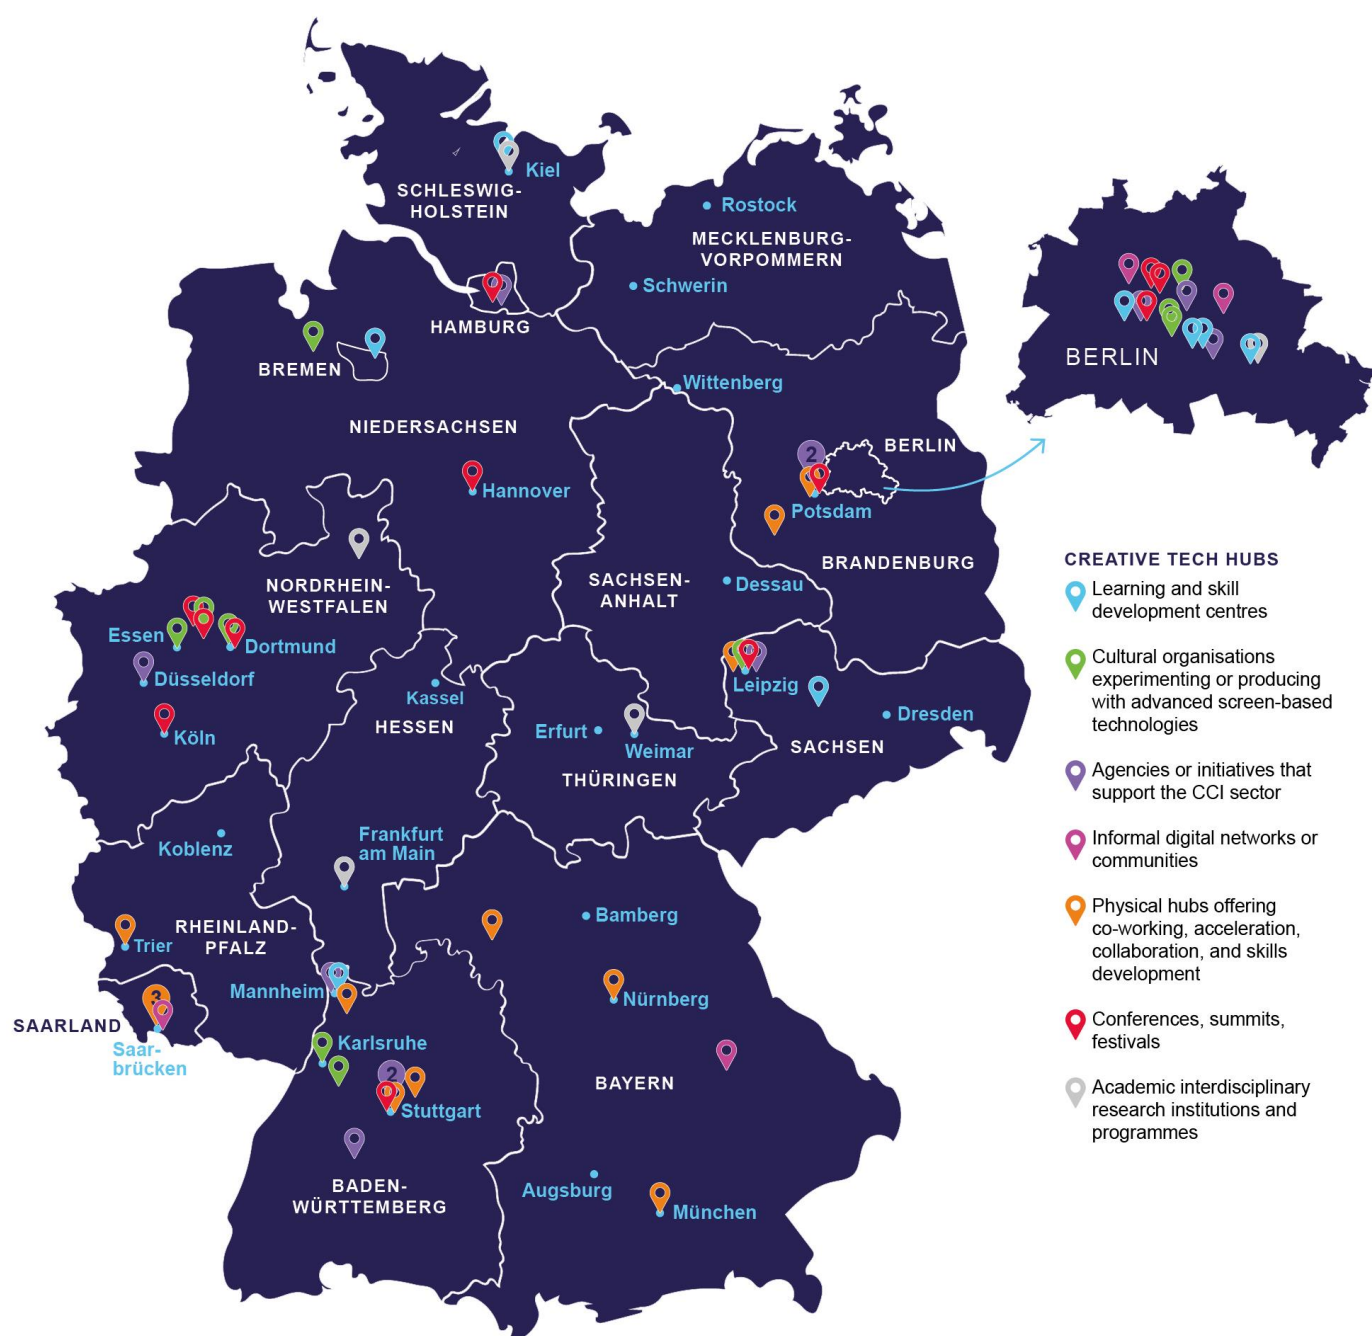 Kiel
SCHLESWIG-
HOLSTEIN
Rostock
MECKLENBURG-
VORPOMMERN
Schwerin
HAMBURG
BREMEN
BERLIN
Wittenberg
NIEDERSACHSEN
BERLIN
2
Hannover
Potsdam
BRANDENBURG
NORDRHEIN-
WESTFALEN
SACHSEN-
ANHALT
Dessau
Essen
Dortmund
Düsseldorf
Leipzig
Kassel
HESSEN
Dresden
Köln
Erfurt
Weimar
SACHSEN
THÜRINGEN
Koblenz
Frankfurt
am Main
Bamberg
RHEINLAND-
PFALZ
Trier
Mannheim
Nürnberg
3
SAARLAND
Saar-
brücken
Karlsruhe
2
Stuttgart
BAYERN
BADEN-
WÜRTTEMBERG
Augsburg
München
CREATIVE TECH HUBS
Learning and skill
development centres
Cultural organisations
experimenting or producing
with advanced screen-based
technologies
Agencies or initiatives that
support the CCI sector
Informal digital networks or
communities
Physical hubs offering
co-working, acceleration,
collaboration, and skills
development
Conferences, summits,
festivals
Academic interdisciplinary
research institutions and
programmes